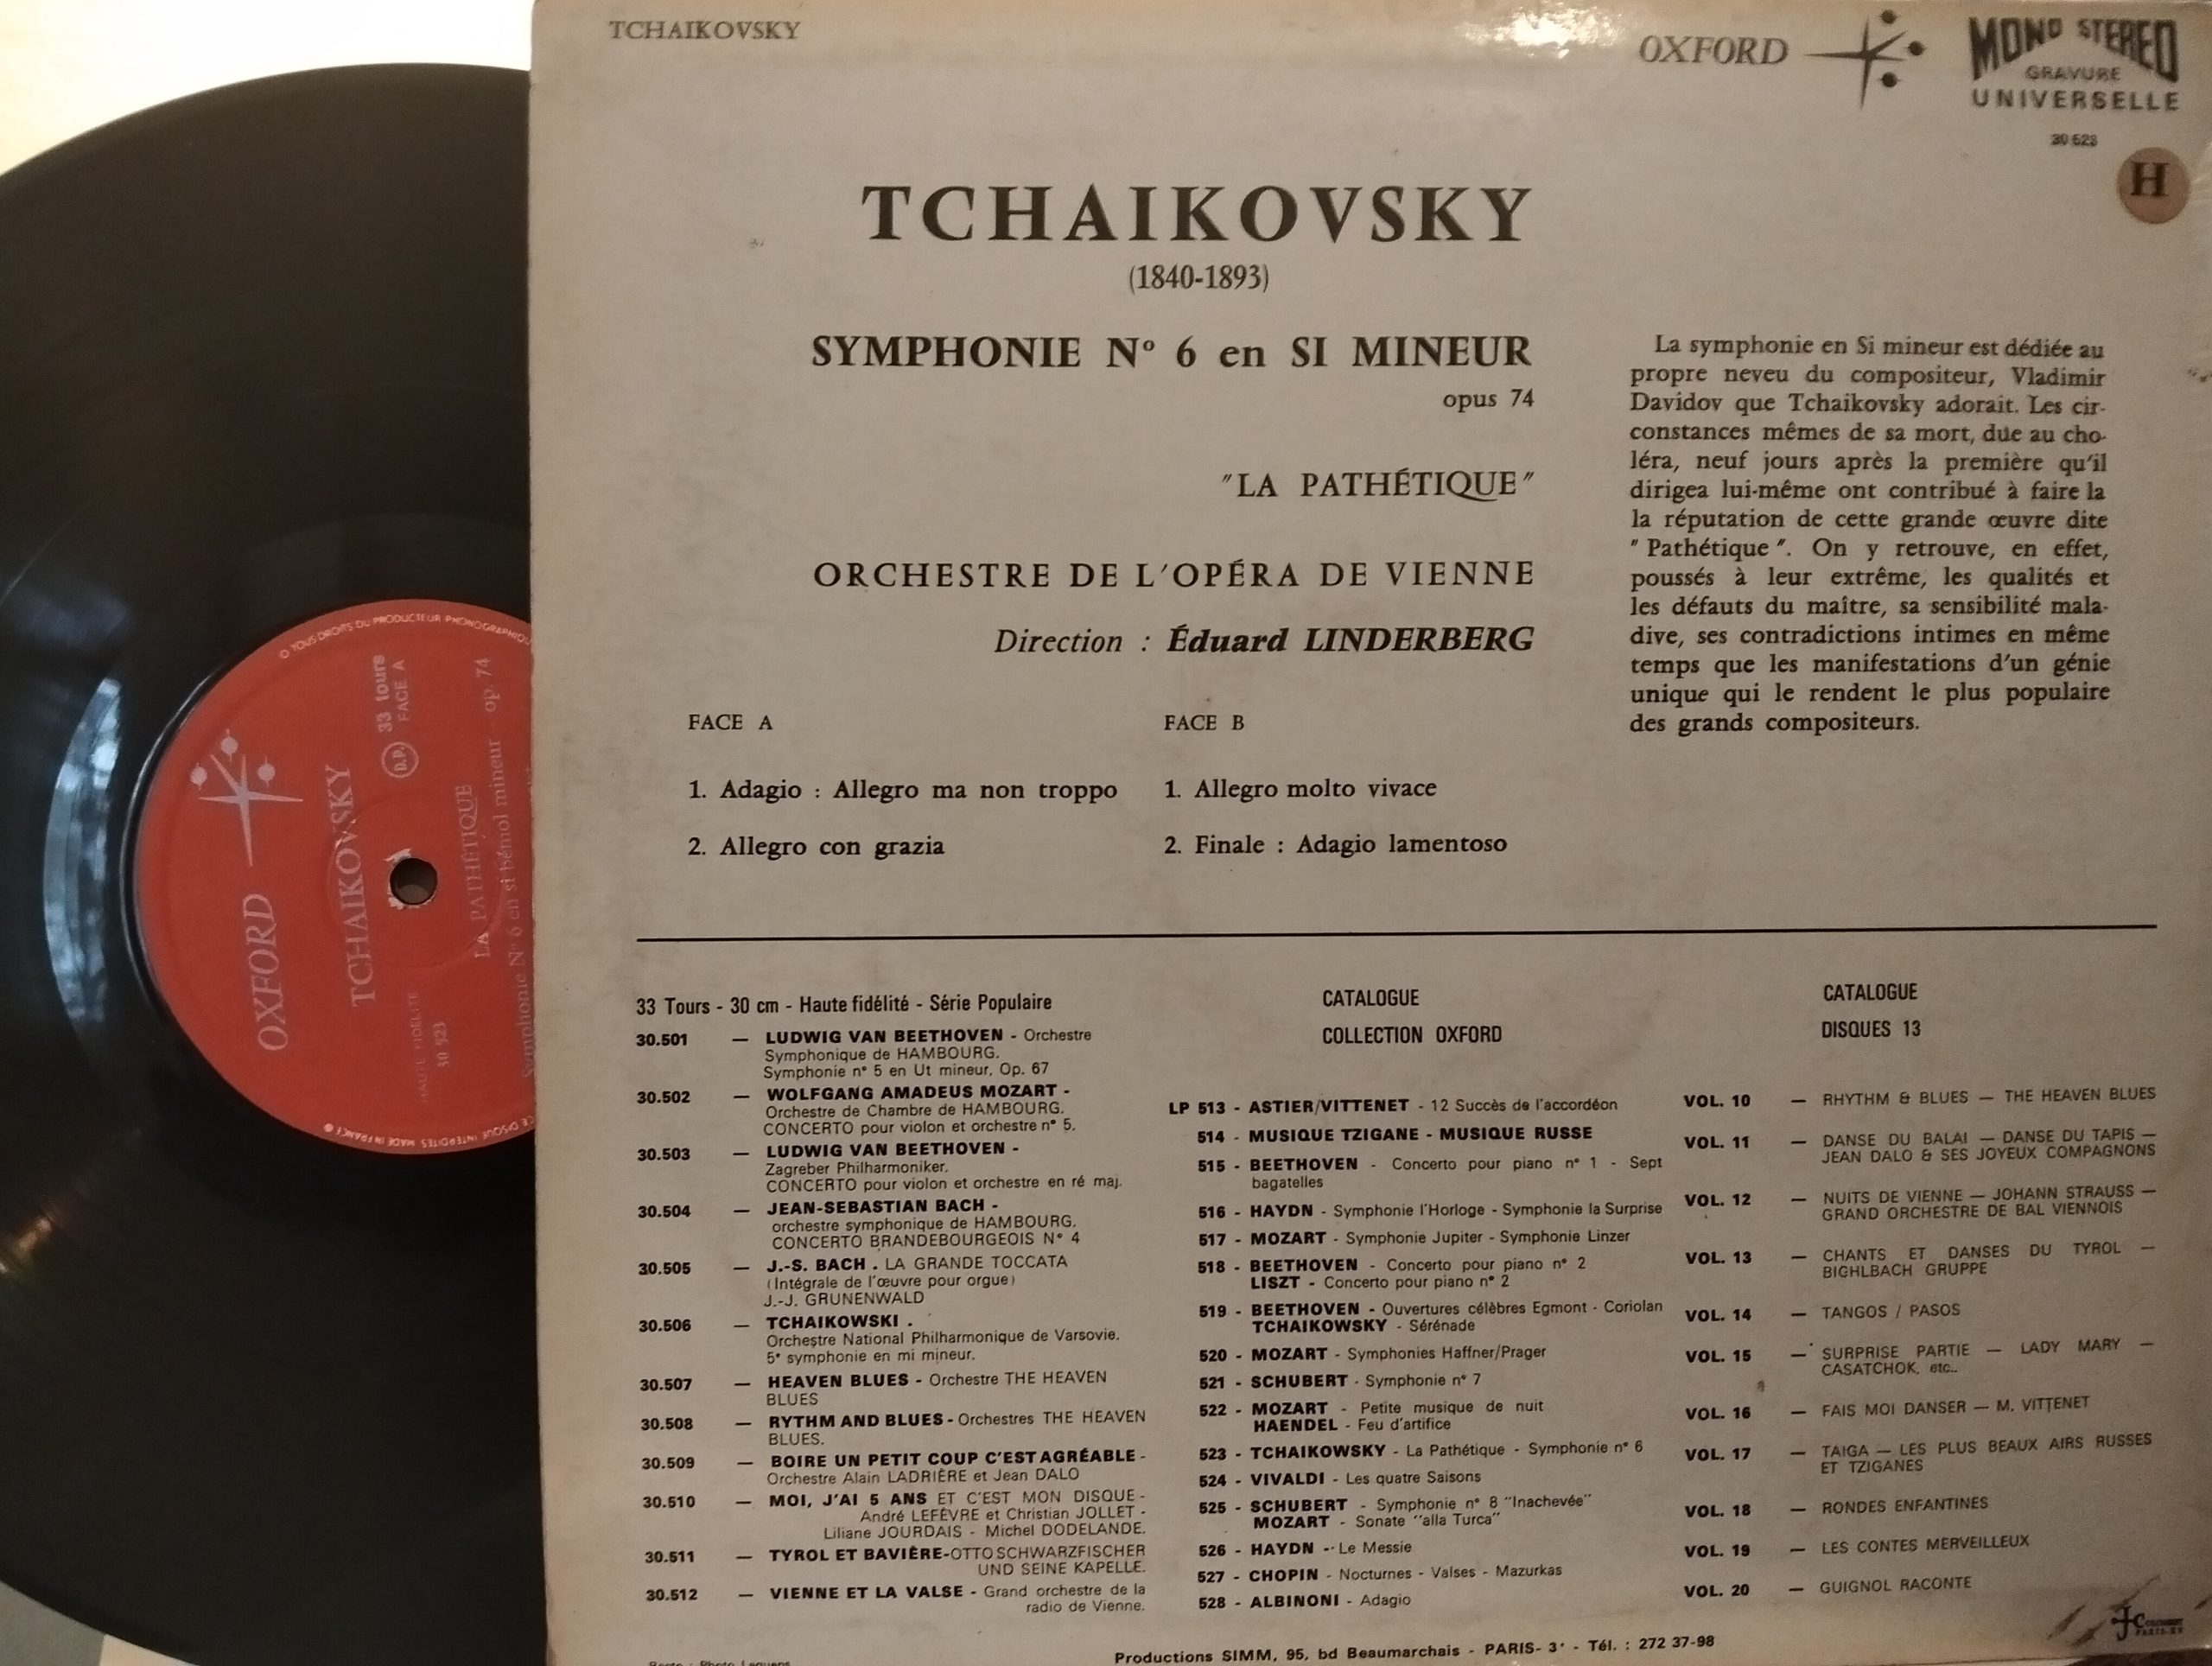 TCHAIKOVSKY
OXFORD
MONO STEREO
GRAVURE
UNIVERSELLE
30 523
H
TCHAIKOVSKY
(1840-1893)
SYMPHONIE Nº 6 en SI MINEUR
opus 74
"LA PATHÉTIQUE"
ORCHESTRE DE L'OPÉRA DE VIENNE
Direction : Éduard LINDERBERG
FACE A
1. Adagio : Allegro ma non troppo
2. Allegro con grazia
FACE B
1. Allegro molto vivace
2. Finale : Adagio lamentoso
La symphonie en Si mineur est dédiée au
propre neveu du compositeur, Vladimir
Davidov que Tchaikovsky adorait. Les cir-
constances mêmes de sa mort, due au cho-
léra, neuf jours après la première qu'il
dirigea lui-même ont contribué à faire la
la réputation de cette grande œuvre dite
"Pathétique". On y retrouve, en effet,
poussés à leur extrême, les qualités et
les défauts du maître, sa sensibilité mala-
dive, ses contradictions intimes en même
temps que les manifestations d'un génie
unique qui le rendent le plus populaire
des grands compositeurs.
33 Tours - 30 cm - Haute fidélité - Série Populaire
30.501 — LUDWIG VAN BEETHOVEN - Orchestre
Symphonique de HAMBOURG.
Symphonie n° 5 en Ut mineur, Op. 67
30.502 — WOLFGANG AMADEUS MOZART -
Orchestre de Chambre de HAMBOURG.
CONCERTO pour violon et orchestre n° 5.
30.503 — LUDWIG VAN BEETHOVEN -
Zagreber Philharmoniker.
CONCERTO pour violon et orchestre en ré maj.
30.504 — JEAN-SEBASTIAN BACH -
orchestre symphonique de HAMBOURG.
CONCERTO BRANDEBOURGEOIS N° 4
30.505 — J.-S. BACH . LA GRANDE TOCCATA
(Intégrale de l'œuvre pour orgue)
J.-J. GRUNENWALD
30.506 — TCHAIKOWSKI .
Orchestre National Philharmonique de Varsovie.
5e symphonie en mi mineur.
30.507 — HEAVEN BLUES - Orchestre THE HEAVEN
BLUES
30.508 — RYTHM AND BLUES - Orchestres THE HEAVEN
BLUES.
30.509 — BOIRE UN PETIT COUP C'EST AGRÉABLE -
Orchestre Alain LADRIÈRE et Jean DALO
30.510 — MOI, J'AI 5 ANS ET C'EST MON DISQUE -
André LEFÈVRE et Christian JOLLET -
Liliane JOURDAIS - Michel DODELANDE.
30.511 — TYROL ET BAVIÈRE-OTTO SCHWARZFISCHER
UND SEINE KAPELLE.
30.512 — VIENNE ET LA VALSE - Grand orchestre de la
radio de Vienne.
CATALOGUE
COLLECTION OXFORD
LP 513 - ASTIER/VITTENET - 12 Succès de l'accordéon
514 - MUSIQUE TZIGANE - MUSIQUE RUSSE
515 - BEETHOVEN - Concerto pour piano n° 1 - Sept
bagatelles
516 - HAYDN - Symphonie l'Horloge - Symphonie la Surprise
517 - MOZART - Symphonie Jupiter - Symphonie Linzer
518 - BEETHOVEN - Concerto pour piano n° 2
LISZT - Concerto pour piano n° 2
519 - BEETHOVEN - Ouvertures célèbres Egmont - Coriolan
TCHAIKOWSKY - Sérénade
520 - MOZART - Symphonies Haffner/Prager
521 - SCHUBERT - Symphonie n° 7
522 - MOZART - Petite musique de nuit
HAENDEL - Feu d'artifice
523 - TCHAIKOWSKY - La Pathétique - Symphonie n° 6
524 - VIVALDI - Les quatre Saisons
525 - SCHUBERT - Symphonie n° 8 "Inachevée"
MOZART - Sonate "alla Turca"
526 - HAYDN - Le Messie
527 - CHOPIN - Nocturnes - Valses - Mazurkas
528 - ALBINONI - Adagio
CATALOGUE
DISQUES 13
VOL. 10 — RHYTHM & BLUES — THE HEAVEN BLUES
VOL. 11 — DANSE DU BALAI — DANSE DU TAPIS —
JEAN DALO & SES JOYEUX COMPAGNONS
VOL. 12 — NUITS DE VIENNE — JOHANN STRAUSS —
GRAND ORCHESTRE DE BAL VIENNOIS
VOL. 13 — CHANTS ET DANSES DU TYROL —
BIGHLBACH GRUPPE
VOL. 14 — TANGOS / PASOS
VOL. 15 — SURPRISE PARTIE — LADY MARY —
CASATCHOK, etc..
VOL. 16 — FAIS MOI DANSER — M. VITTENET
VOL. 17 — TAIGA — LES PLUS BEAUX AIRS RUSSES
ET TZIGANES
VOL. 18 — RONDES ENFANTINES
VOL. 19 — LES CONTES MERVEILLEUX
VOL. 20 — GUIGNOL RACONTE
Productions SIMM, 95, bd Beaumarchais - PARIS- 3e - Tél. : 272 37-98
TOUS DROITS DU PRODUCTEUR PHONOGRAPHIQU
33 tours
FACE A
D.P.
OXFORD
TCHAIKOVSKY
LA PATHÉTIQUE
Symphonie Nº 6 en si bémol mineur - op. 74
HAUTE FIDÉLITÉ
30 523
CE DISQUE INTERDITES MADE IN FRANCE